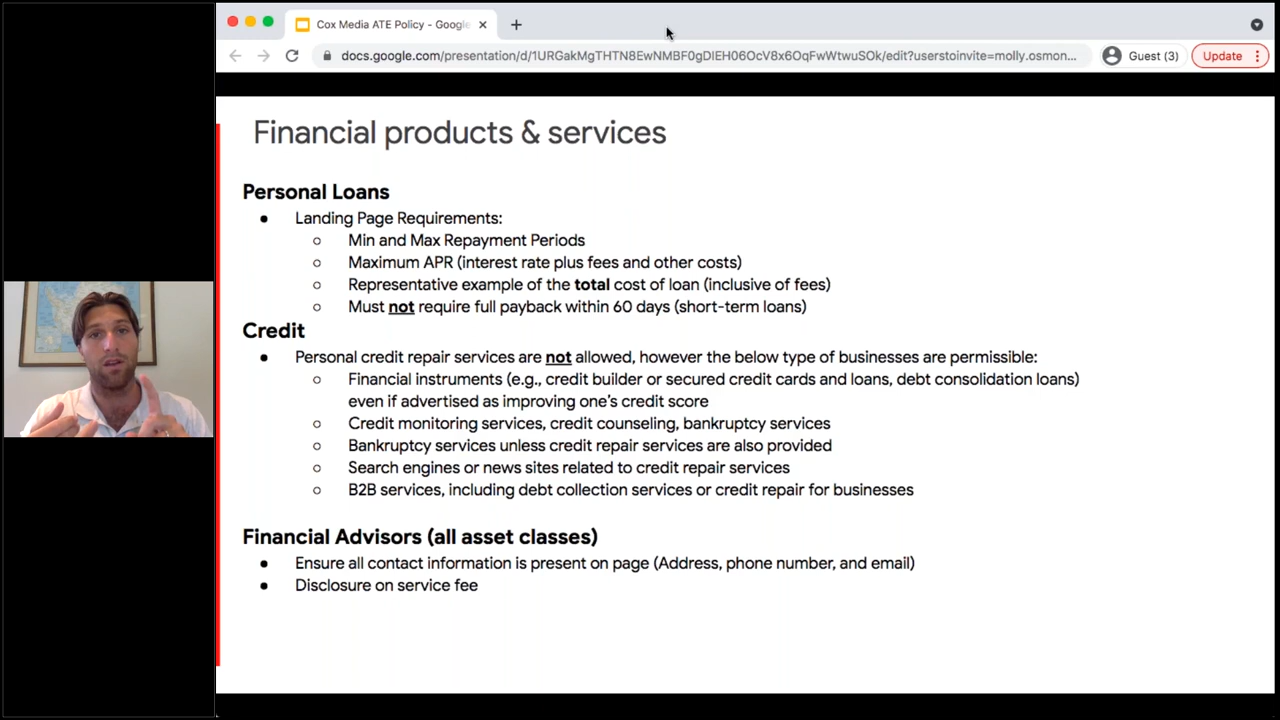 Cox Media ATE Policy - Google
docs.google.com/presentation/d/1URGakMgTHTN8EwNMBF0gDIEH06OcV8x6OqFwWtwuSOk/edit?userstoinvite=molly.osmon...
Guest (3)
Update
Financial products & services
Personal Loans
● Landing Page Requirements:
○ Min and Max Repayment Periods
○ Maximum APR (interest rate plus fees and other costs)
○ Representative example of the total cost of loan (inclusive of fees)
○ Must not require full payback within 60 days (short-term loans)
Credit
● Personal credit repair services are not allowed, however the below type of businesses are permissible:
○ Financial instruments (e.g., credit builder or secured credit cards and loans, debt consolidation loans)
even if advertised as improving one's credit score
○ Credit monitoring services, credit counseling, bankruptcy services
○ Bankruptcy services unless credit repair services are also provided
○ Search engines or news sites related to credit repair services
○ B2B services, including debt collection services or credit repair for businesses
Financial Advisors (all asset classes)
● Ensure all contact information is present on page (Address, phone number, and email)
● Disclosure on service fee